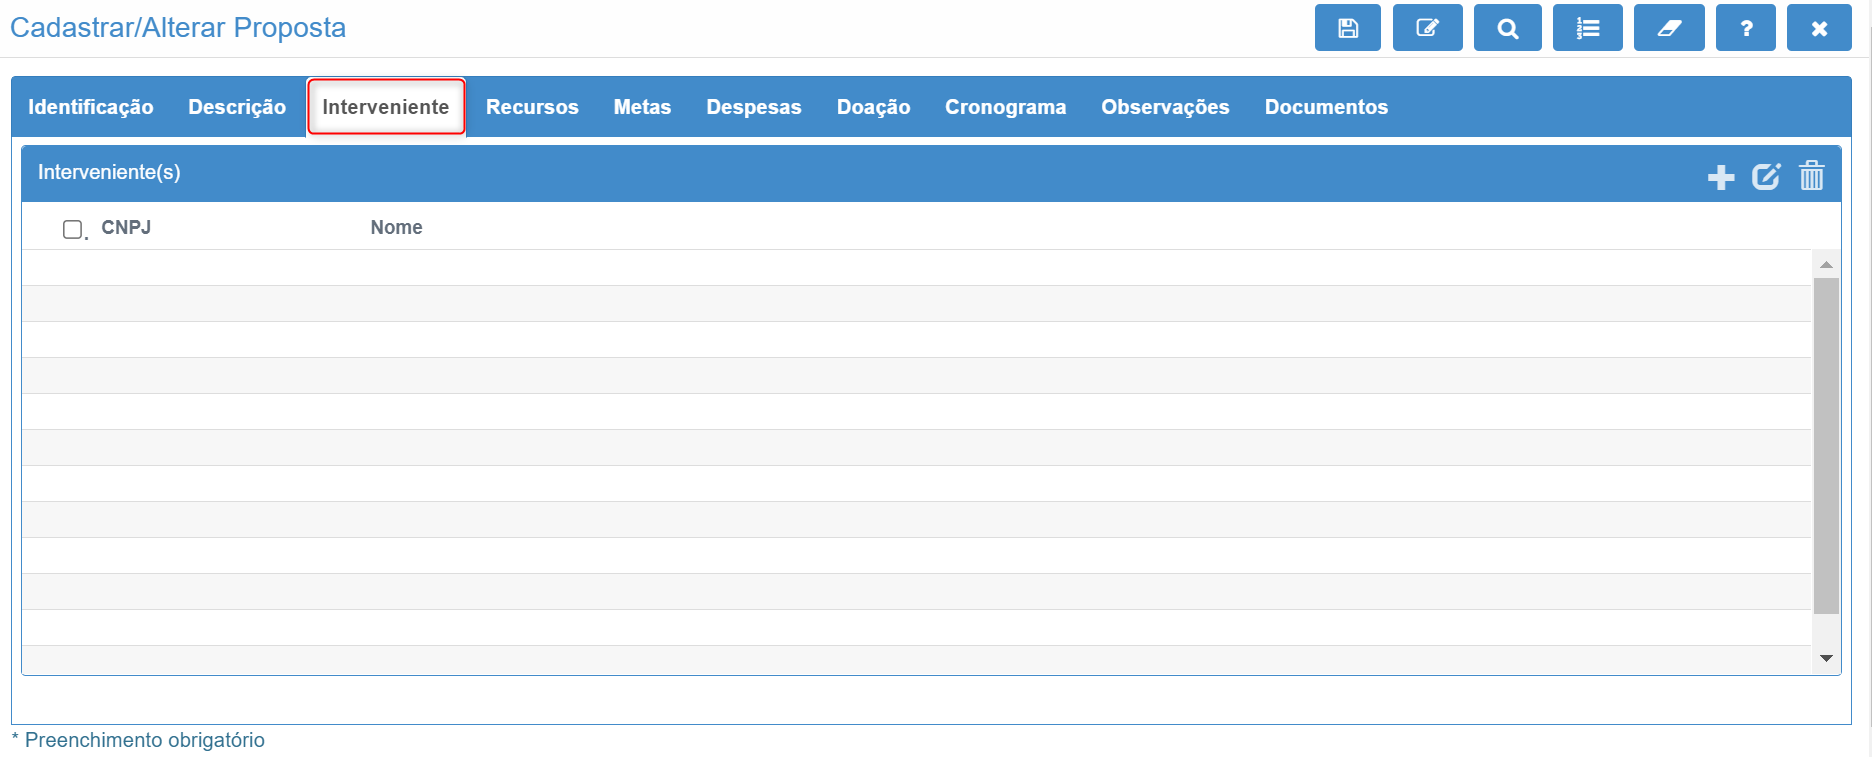 Cadastrar/Alterar Proposta
?
Identificação Descrição Interveniente Recursos Metas Despesas Doação Cronograma Observações Documentos
Interveniente(s)
. CNPJ Nome
* Preenchimento obrigatório